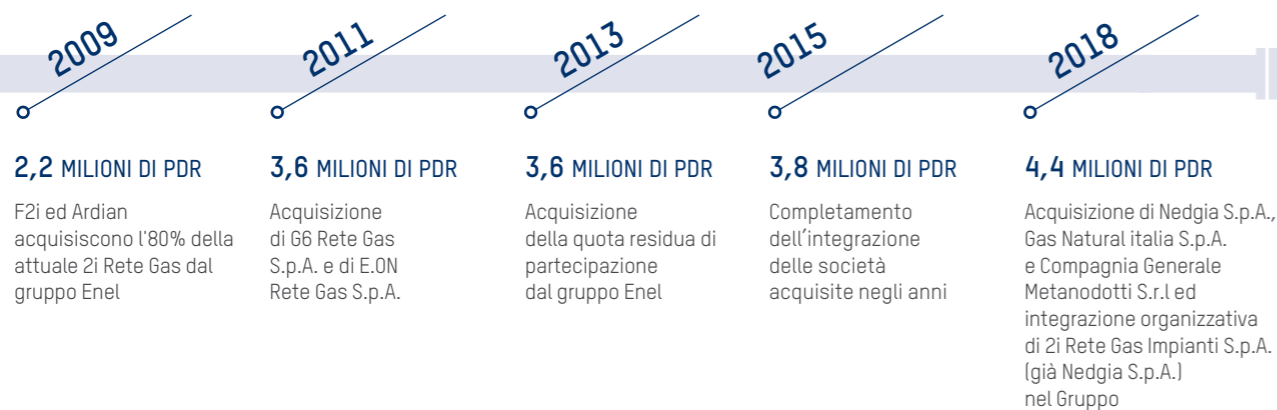 2009
2,2 MILIONI DI PDR
F2i ed Ardian
acquisiscono l'80% della
attuale 2i Rete Gas dal
gruppo Enel
2011
3,6 MILIONI DI PDR
Acquisizione
di G6 Rete Gas
S.p.A. e di E.ON
Rete Gas S.p.A.
2013
3,6 MILIONI DI PDR
Acquisizione
della quota residua di
partecipazione
dal gruppo Enel
2015
3,8 MILIONI DI PDR
Completamento
dell'integrazione
delle società
acquisite negli anni
2018
4,4 MILIONI DI PDR
Acquisizione di Nedgia S.p.A.,
Gas Natural italia S.p.A.
e Compagnia Generale
Metanodotti S.r.l ed
integrazione organizzativa
di 2i Rete Gas Impianti S.p.A.
(già Nedgia S.p.A.)
nel Gruppo